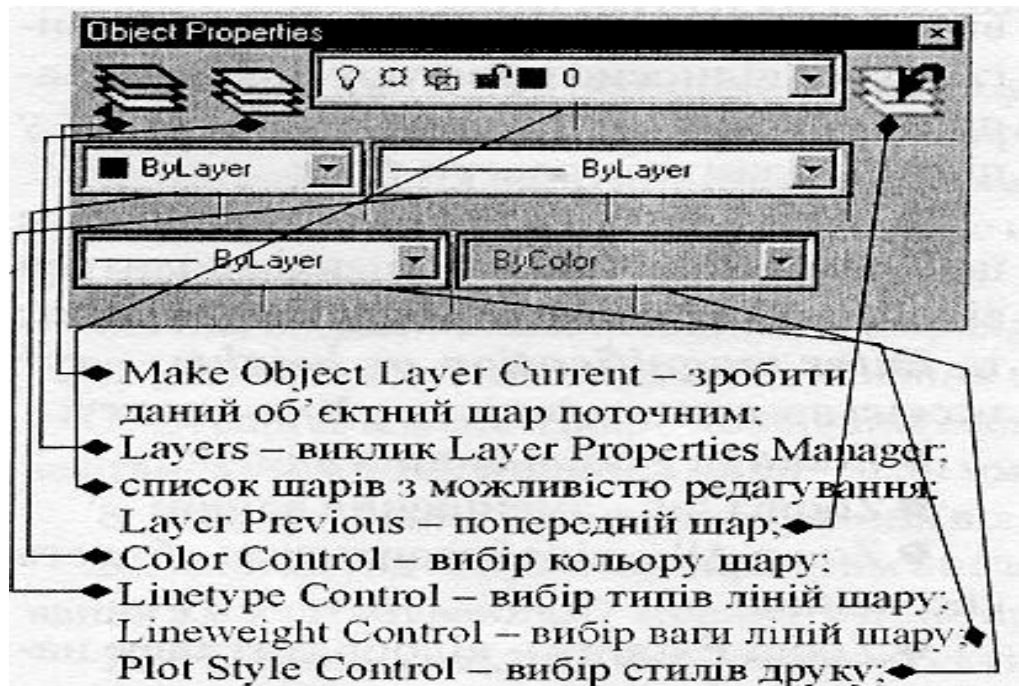 Object Properties
0
ByLayer
ByLayer
ByLayer
ByColor
Make Object Layer Current – зробити
даний об’єктний шар поточним;
Layers – виклик Layer Properties Manager;
список шарів з можливістю редагування;
Layer Previous – попередній шар;
Color Control – вибір кольору шару;
Linetype Control – вибір типів ліній шару;
Lineweight Control – вибір ваги ліній шару;
Plot Style Control – вибір стилів друку;